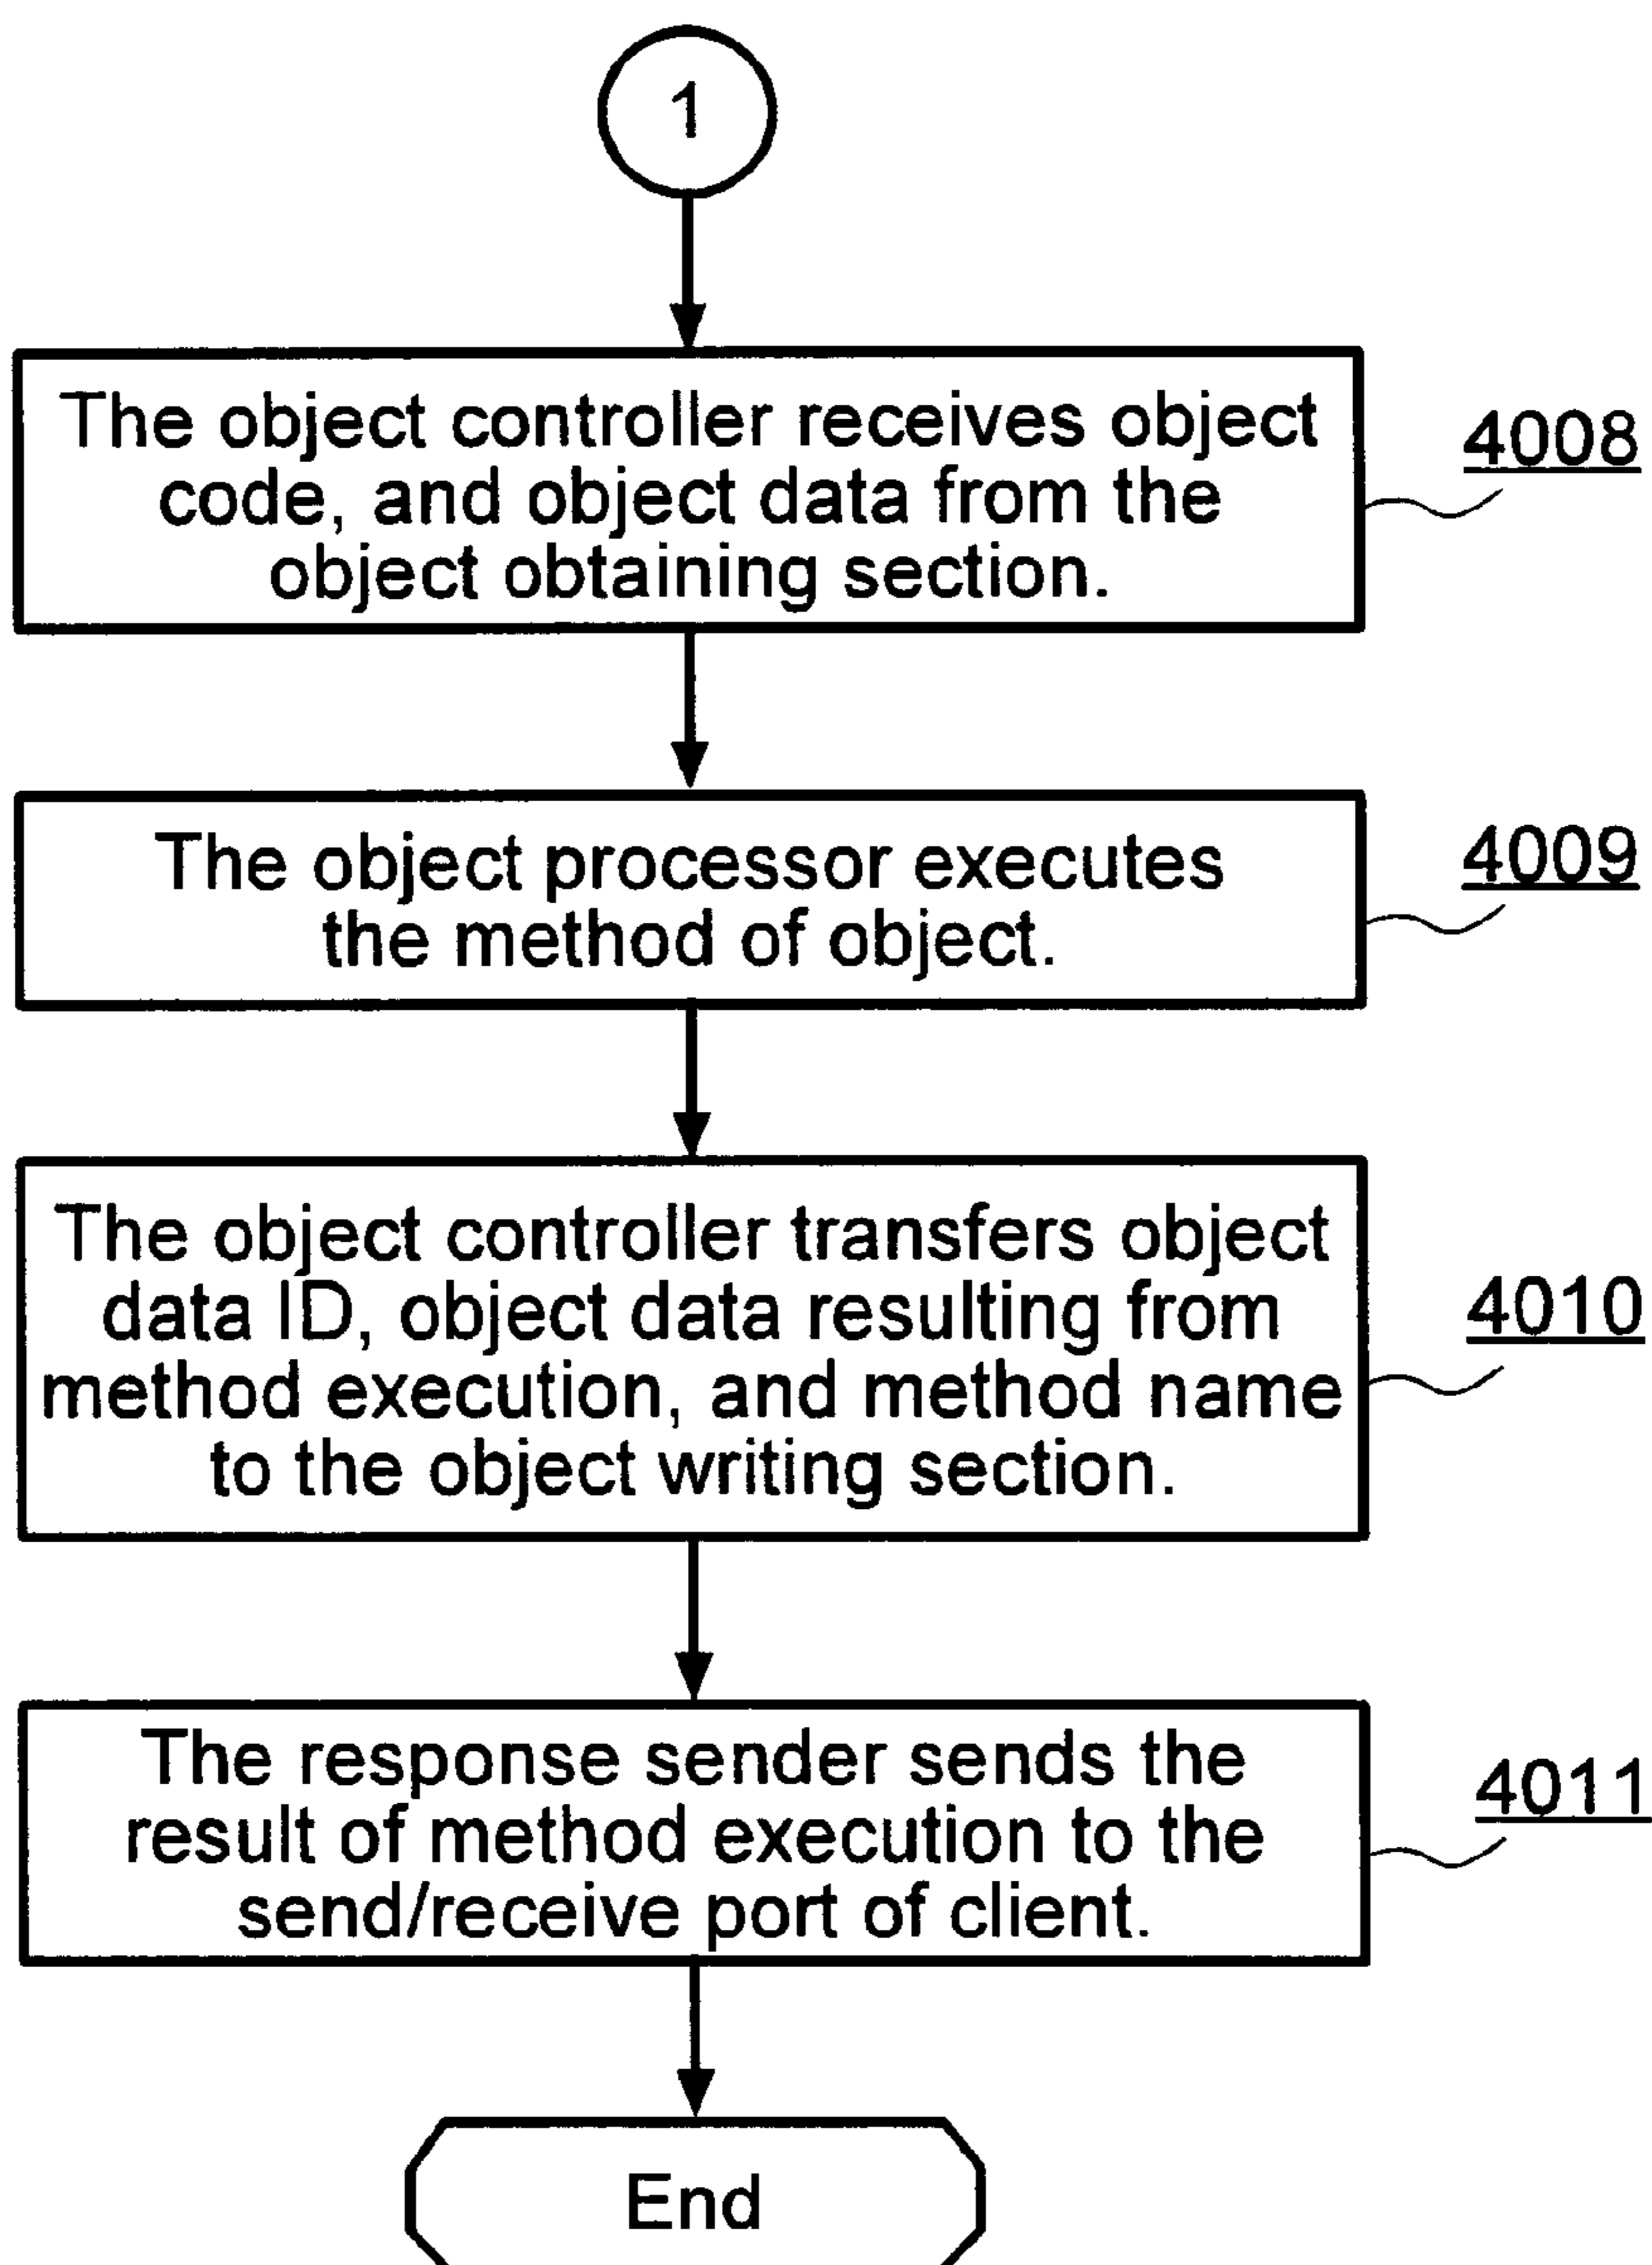 1
The object controller receives object
code, and object data from the
object obtaining section.
4008
The object processor executes
the method of object.
4009
The object controller transfers object
data ID, object data resulting from
method execution, and method name
to the object writing section.
4010
The response sender sends the
result of method execution to the
send/receive port of client.
4011
End